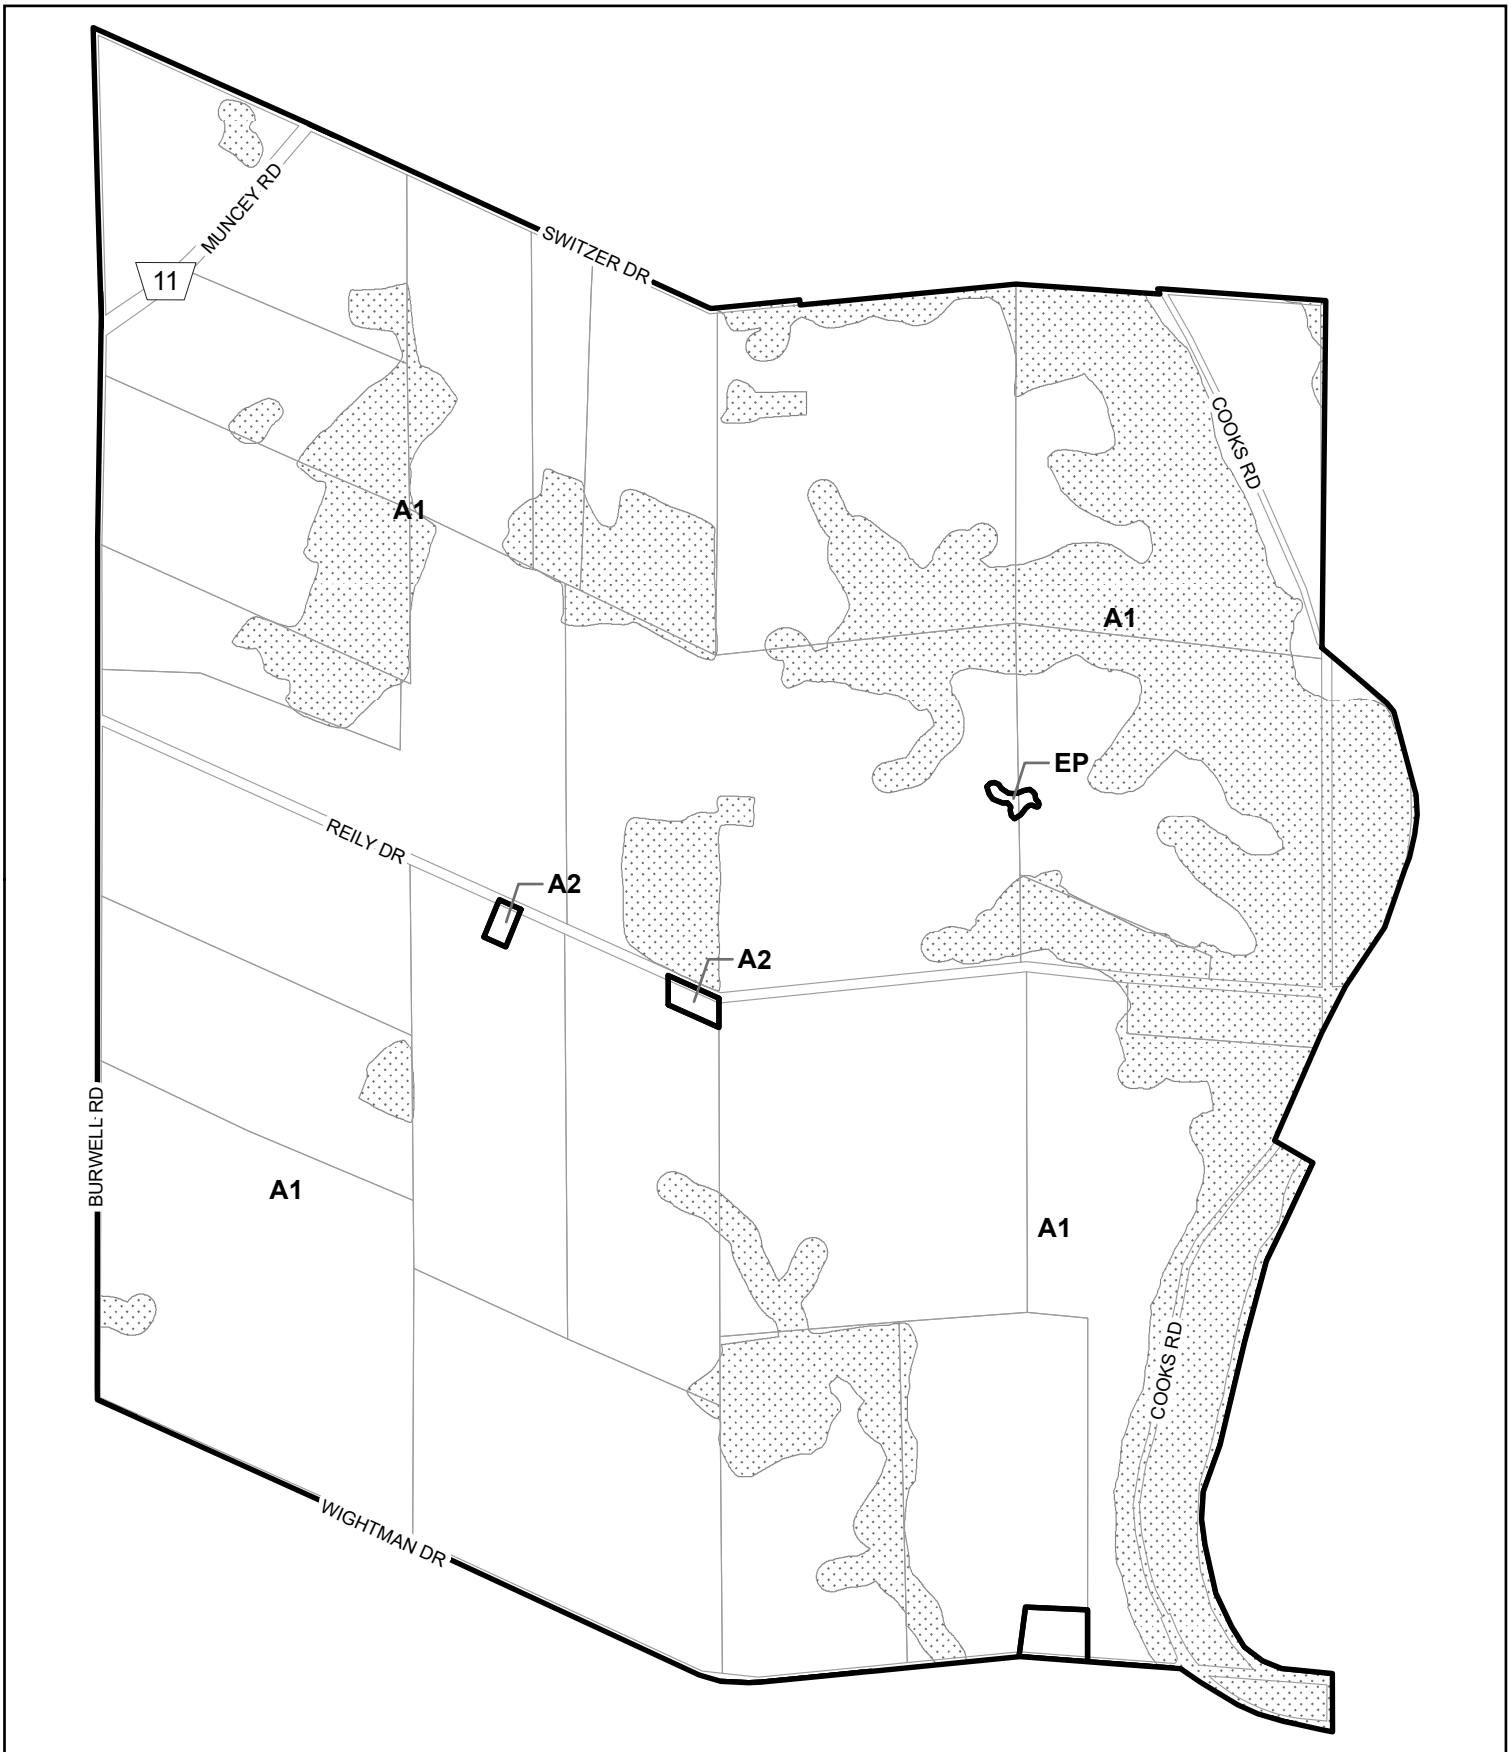 MUNCEY RD
11
SWITZER DR
COOKS RD
A1
A1
EP
REILY DR
A2
A2
BURWELL RD
A1
A1
COOKS RD
WIGHTMAN DR